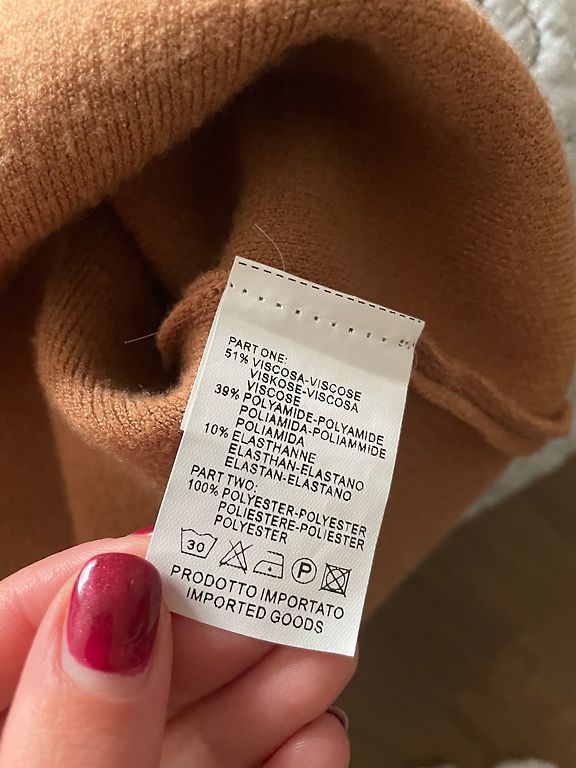 PART ONE:
51% VISCOSA-VISCOSE
VISKOSE-VISCOSA
VISCOSE
39% POLYAMIDE-POLYAMIDE
POLIAMIDA-POLIAMMIDE
POLIAMIDA
10% ELASTHANNE
ELASTHAN-ELASTANO
ELASTAN-ELASTANO
PART TWO:
100% POLYESTER-POLYESTER
POLIESTERE-POLIESTER
POLYESTER
30 P
PRODOTTO IMPORTATO
IMPORTED GOODS